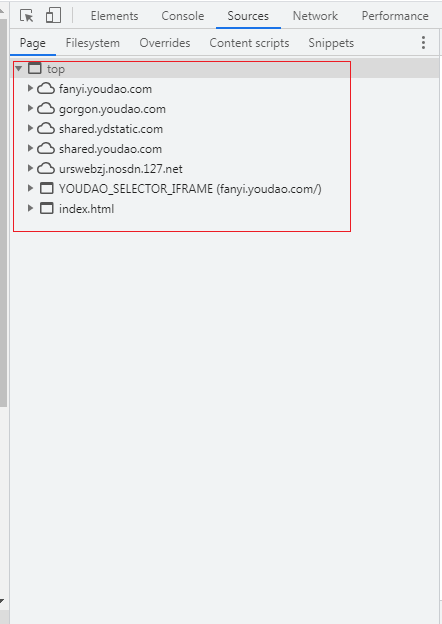 Elements Console Sources Network Performance
Page Filesystem Overrides Content scripts Snippets
top
fanyi.youdao.com
gorgon.youdao.com
shared.ydstatic.com
shared.youdao.com
urswebzj.nosdn.127.net
YOUDAO_SELECTOR_IFRAME (fanyi.youdao.com/)
index.html